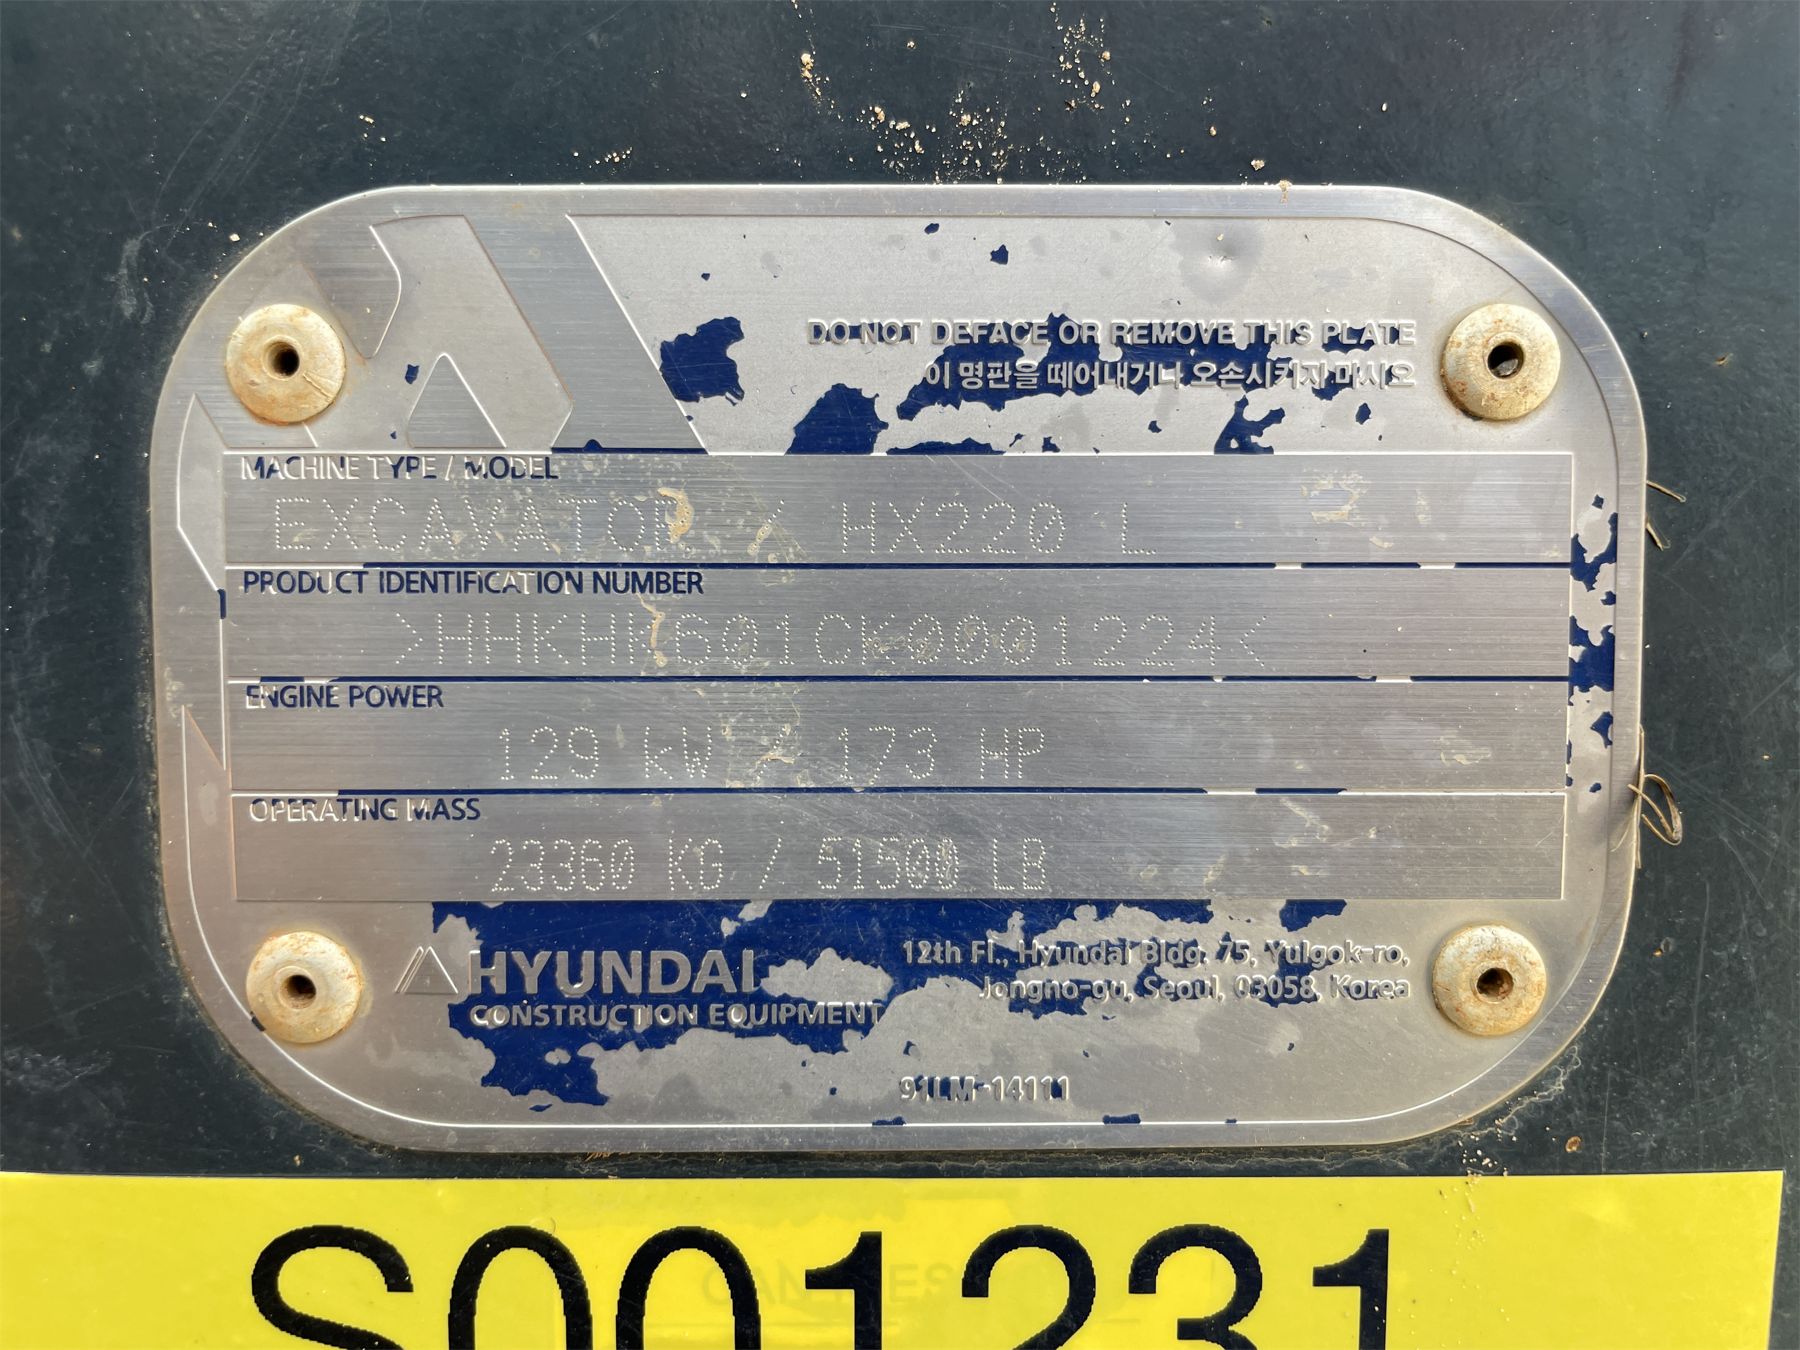 DO NOT DEFACE OR REMOVE THIS PLATE
이 명판을 떼어내거나 오손시키지 마시오
MACHINE TYPE / MODEL
EXCAVATOR / HX220 L
PRODUCT IDENTIFICATION NUMBER
>HHKHK601CK0001224<
ENGINE POWER
129 kW / 173 HP
OPERATING MASS
23360 KG / 51500 LB
HYUNDAI
CONSTRUCTION EQUIPMENT
12th Fl., Hyundai Bldg. 75, Yulgok-ro,
Jongno-gu, Seoul, 03058, Korea
91LM-14111
S001231